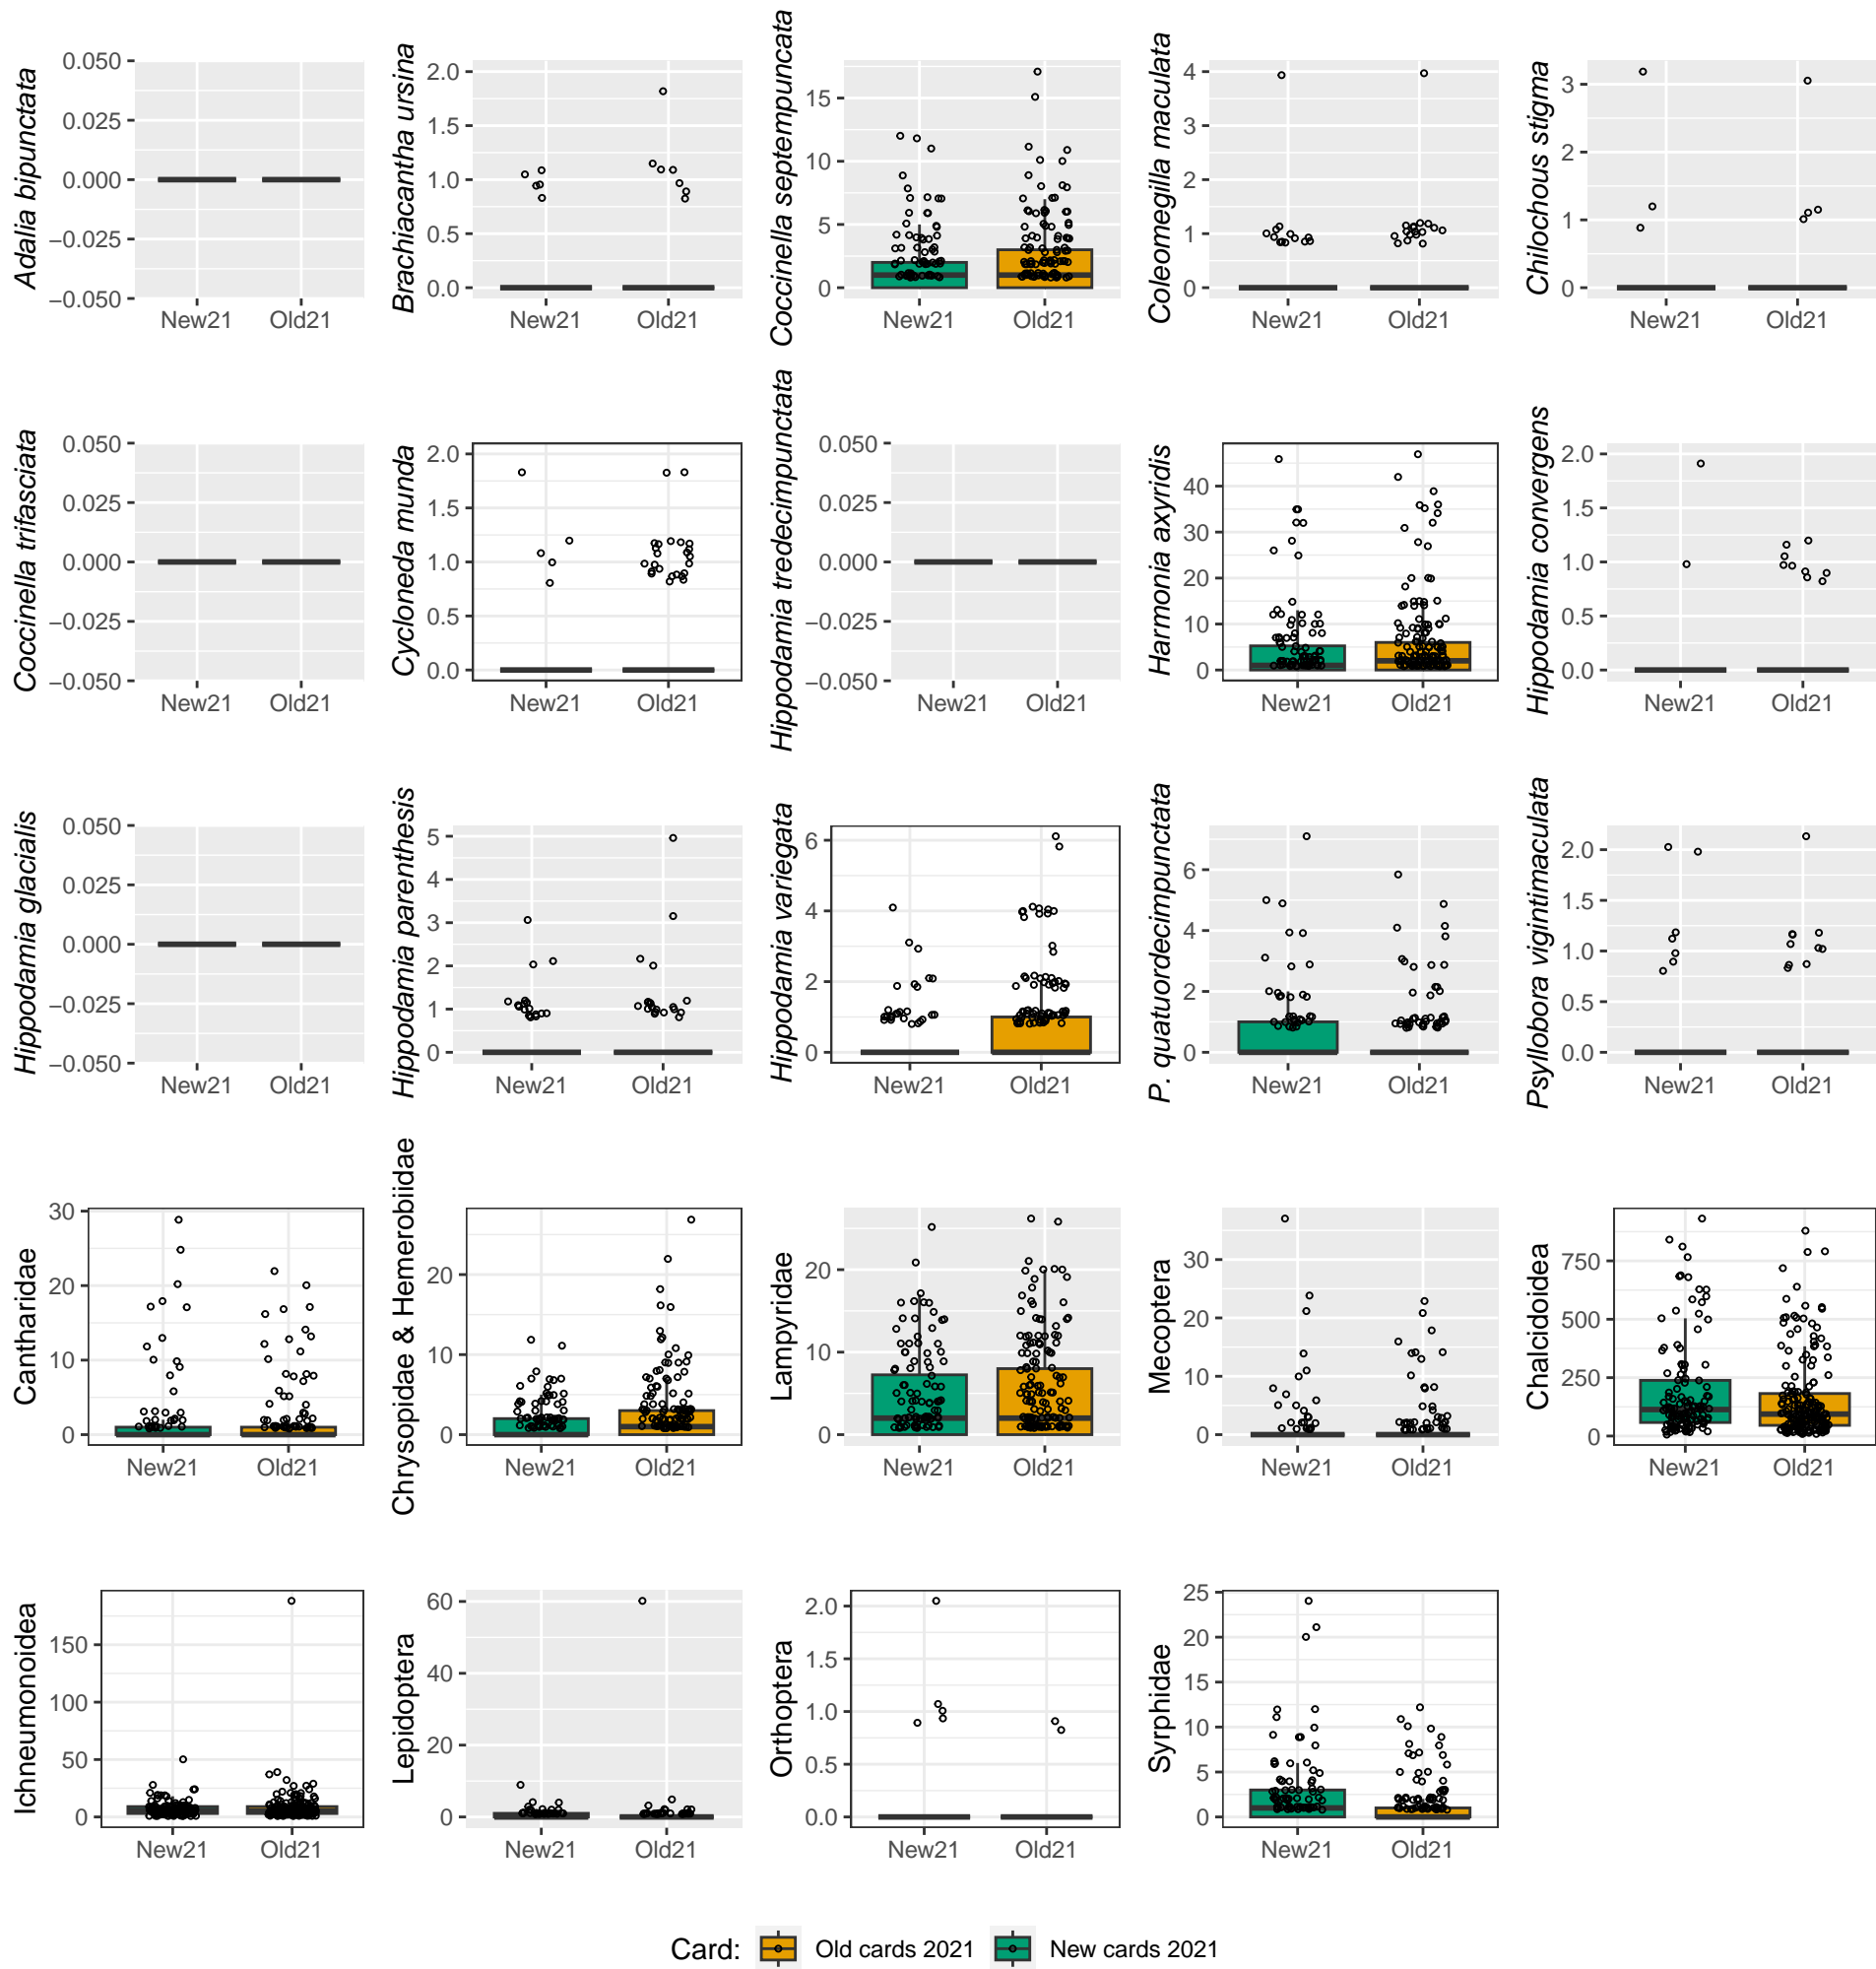 Adalia bipunctata
0.050
0.025
0.000
−0.025
−0.050
New21 Old21
Brachiacantha ursina
2.0
1.5
1.0
0.5
0.0
New21 Old21
Coccinella septempuncata
15
10
5
0
New21 Old21
Coleomegilla maculata
4
3
2
1
0
New21 Old21
Chilochous stigma
3
2
1
0
New21 Old21
Coccinella trifasciata
0.050
0.025
0.000
−0.025
−0.050
New21 Old21
Cycloneda munda
2.0
1.5
1.0
0.5
0.0
New21 Old21
Hippodamia tredecimpunctata
0.050
0.025
0.000
−0.025
−0.050
New21 Old21
Harmonia axyridis
40
30
20
10
0
New21 Old21
Hippodamia convergens
2.0
1.5
1.0
0.5
0.0
New21 Old21
Hippodamia glacialis
0.050
0.025
0.000
−0.025
−0.050
New21 Old21
Hippodamia parenthesis
5
4
3
2
1
0
New21 Old21
Hippodamia variegata
6
4
2
0
New21 Old21
P. quatuordecimpunctata
6
4
2
0
New21 Old21
Psyllobora vigintimaculata
2.0
1.5
1.0
0.5
0.0
New21 Old21
Cantharidae
30
20
10
0
New21 Old21
Chrysopidae & Hemerobiidae
20
10
0
New21 Old21
Lampyridae
20
10
0
New21 Old21
Mecoptera
30
20
10
0
New21 Old21
Chalcidoidea
750
500
250
0
New21 Old21
Ichneumonoidea
150
100
50
0
New21 Old21
Lepidoptera
60
40
20
0
New21 Old21
Orthoptera
2.0
1.5
1.0
0.5
0.0
New21 Old21
Syrphidae
25
20
15
10
5
0
New21 Old21
Card: Old cards 2021 New cards 2021